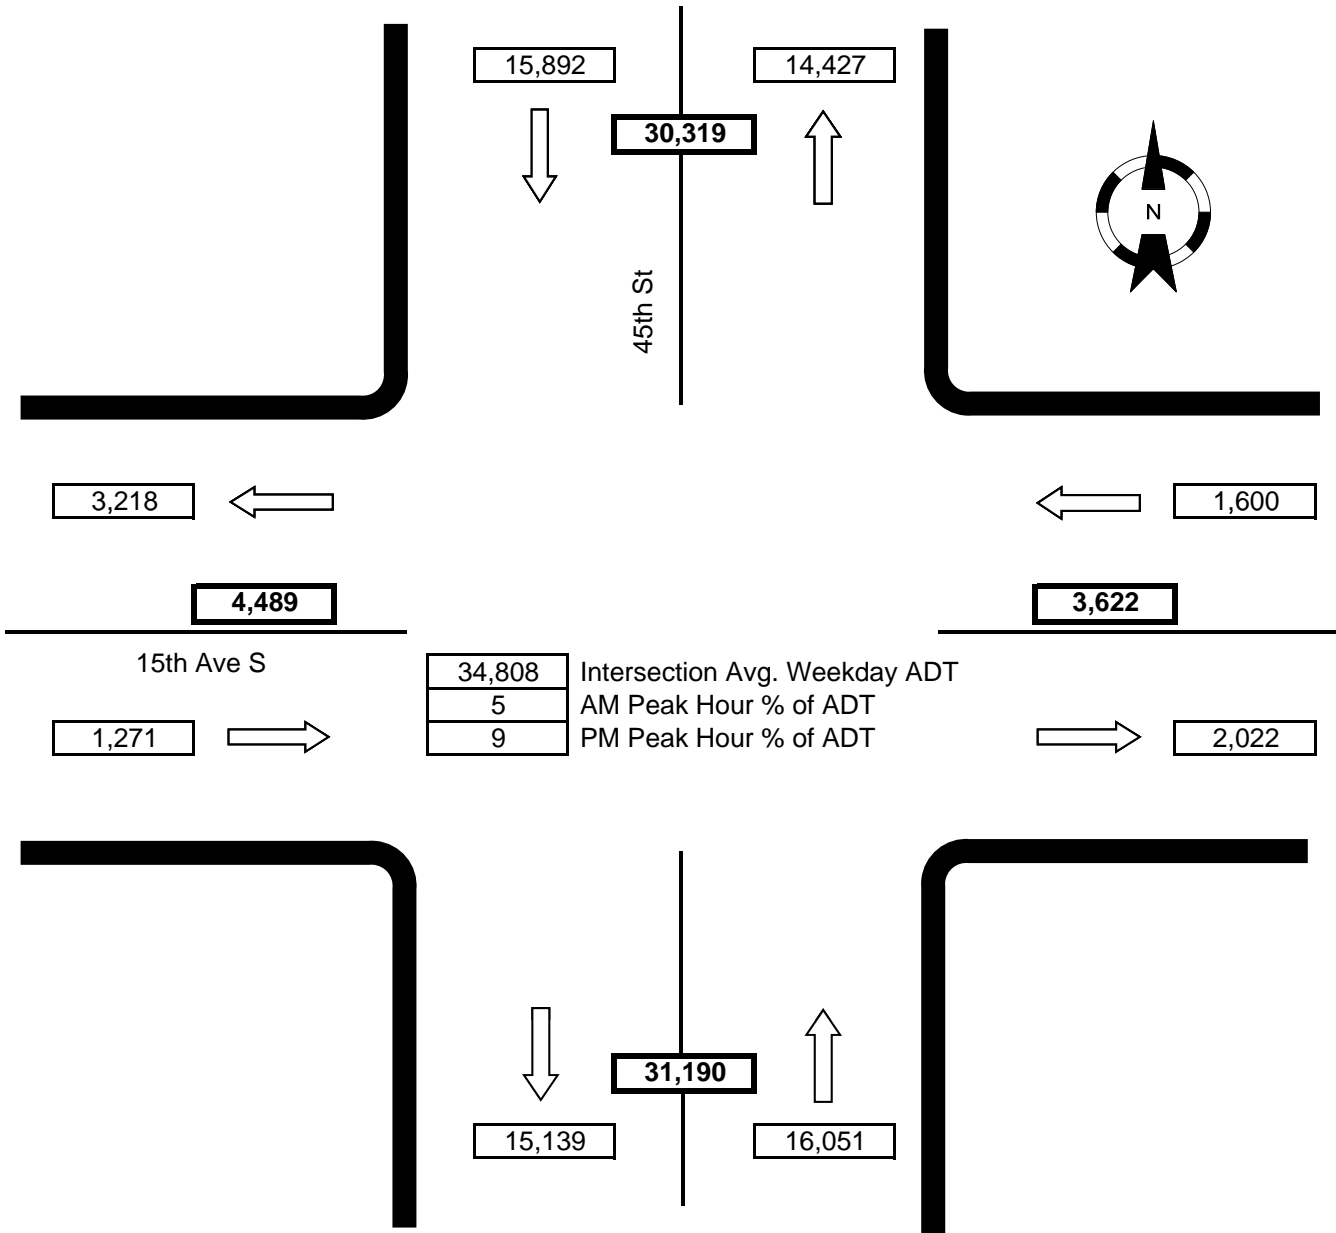 15,892
14,427
30,319
N
45th St
3,218
1,600
4,489
3,622
15th Ave S
34,808 Intersection Avg. Weekday ADT
5 AM Peak Hour % of ADT
9 PM Peak Hour % of ADT
1,271
2,022
31,190
15,139
16,051